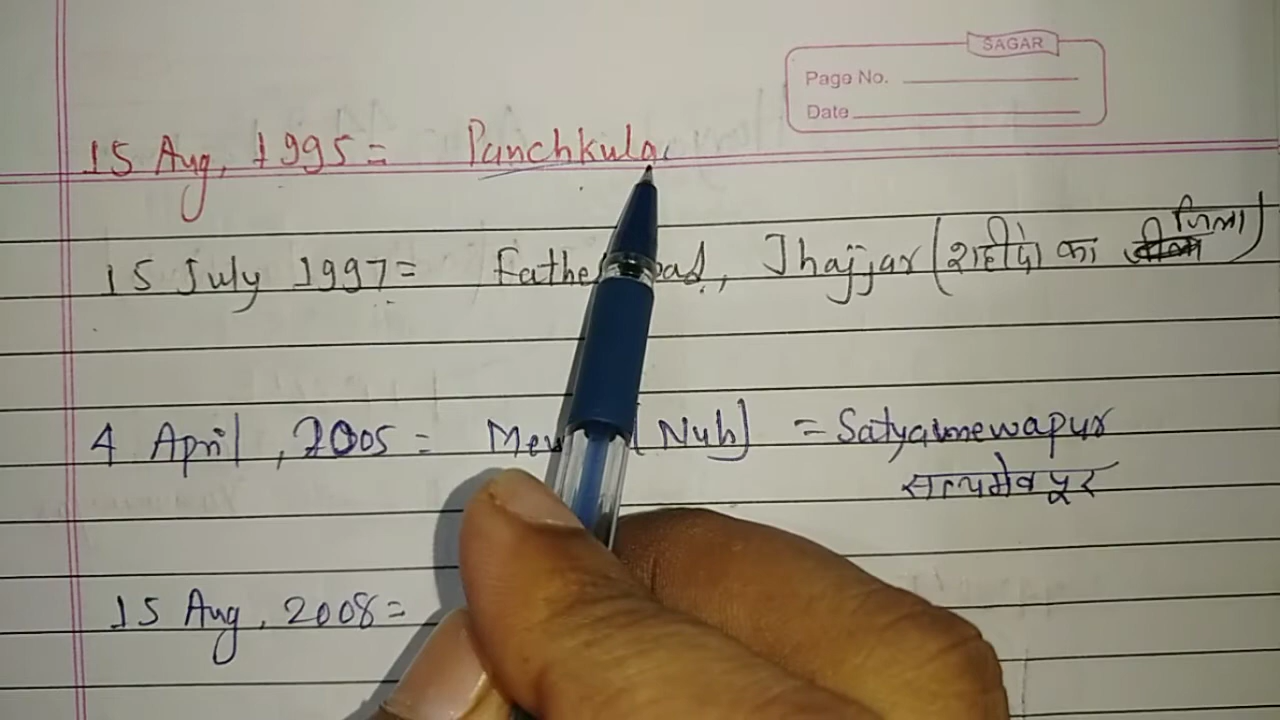 SAGAR
Page No.
Date
15 Aug, 1995 = Panchkula
15 July 1997 = Jhajjar (शहीदो का जिला)
4 April, 2005 = [Nuh] = Satyamewapur
सत्यमेवपुर
15 Aug, 2008 =